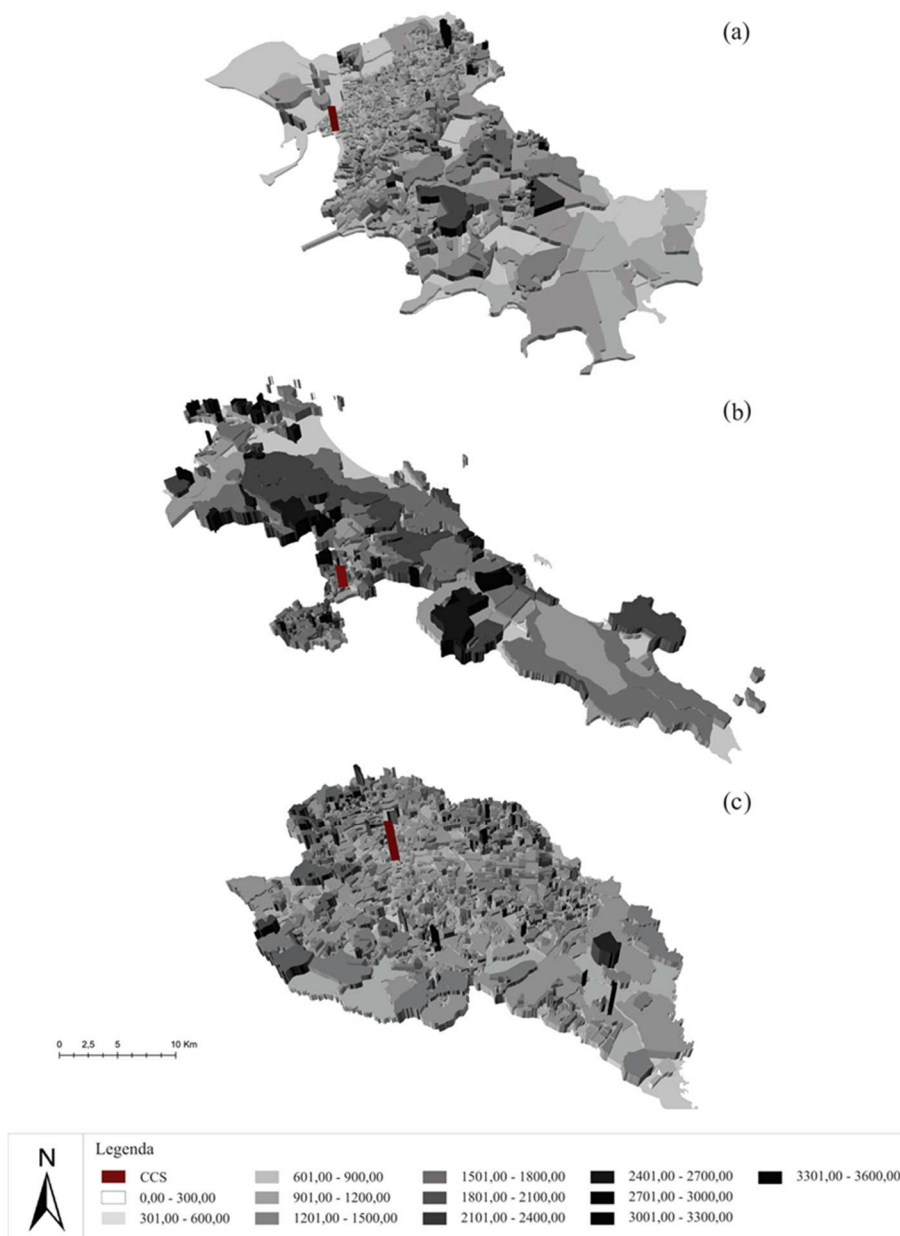 (a)
(b)
(c)
0 2,5 5 10 Km
N
Legenda
CCS
0,00 - 300,00
301,00 - 600,00
601,00 - 900,00
901,00 - 1200,00
1201,00 - 1500,00
1501,00 - 1800,00
1801,00 - 2100,00
2101,00 - 2400,00
2401,00 - 2700,00
2701,00 - 3000,00
3001,00 - 3300,00
3301,00 - 3600,00